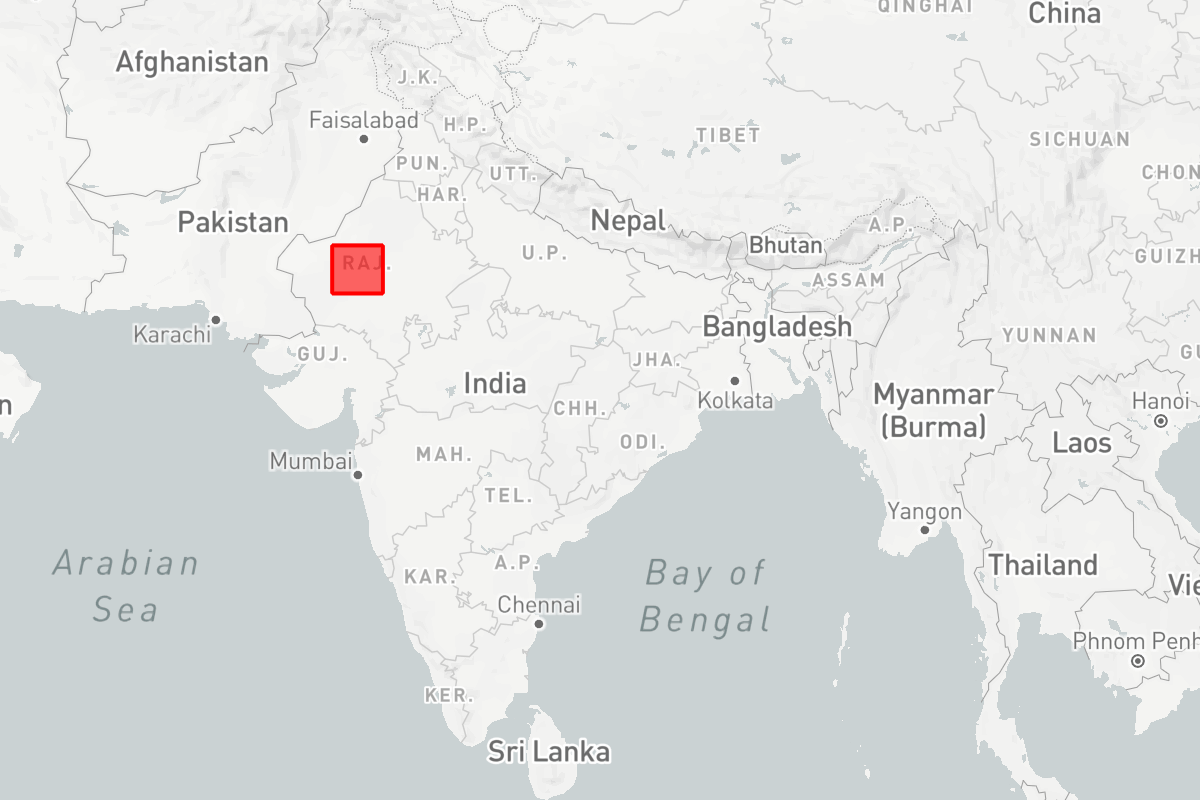 QINGHAI
China
Afghanistan
J.K.
Faisalabad
H.P.
TIBET
SICHUAN
PUN.
UTT.
CHON
HAR.
Pakistan
Nepal
A.P.
Bhutan
U.P.
RAJ.
GUIZH
ASSAM
Karachi
Bangladesh
YUNNAN
GUJ.
JHA.
GU
India
Kolkata
Myanmar
(Burma)
Hanoi
n
CHH.
ODI.
Laos
MAH.
Mumbai
TEL.
Yangon
Arabian
Sea
A.P.
Thailand
Bay of
Bengal
KAR.
Vie
Chennai
Phnom Penh
KER.
Sri Lanka